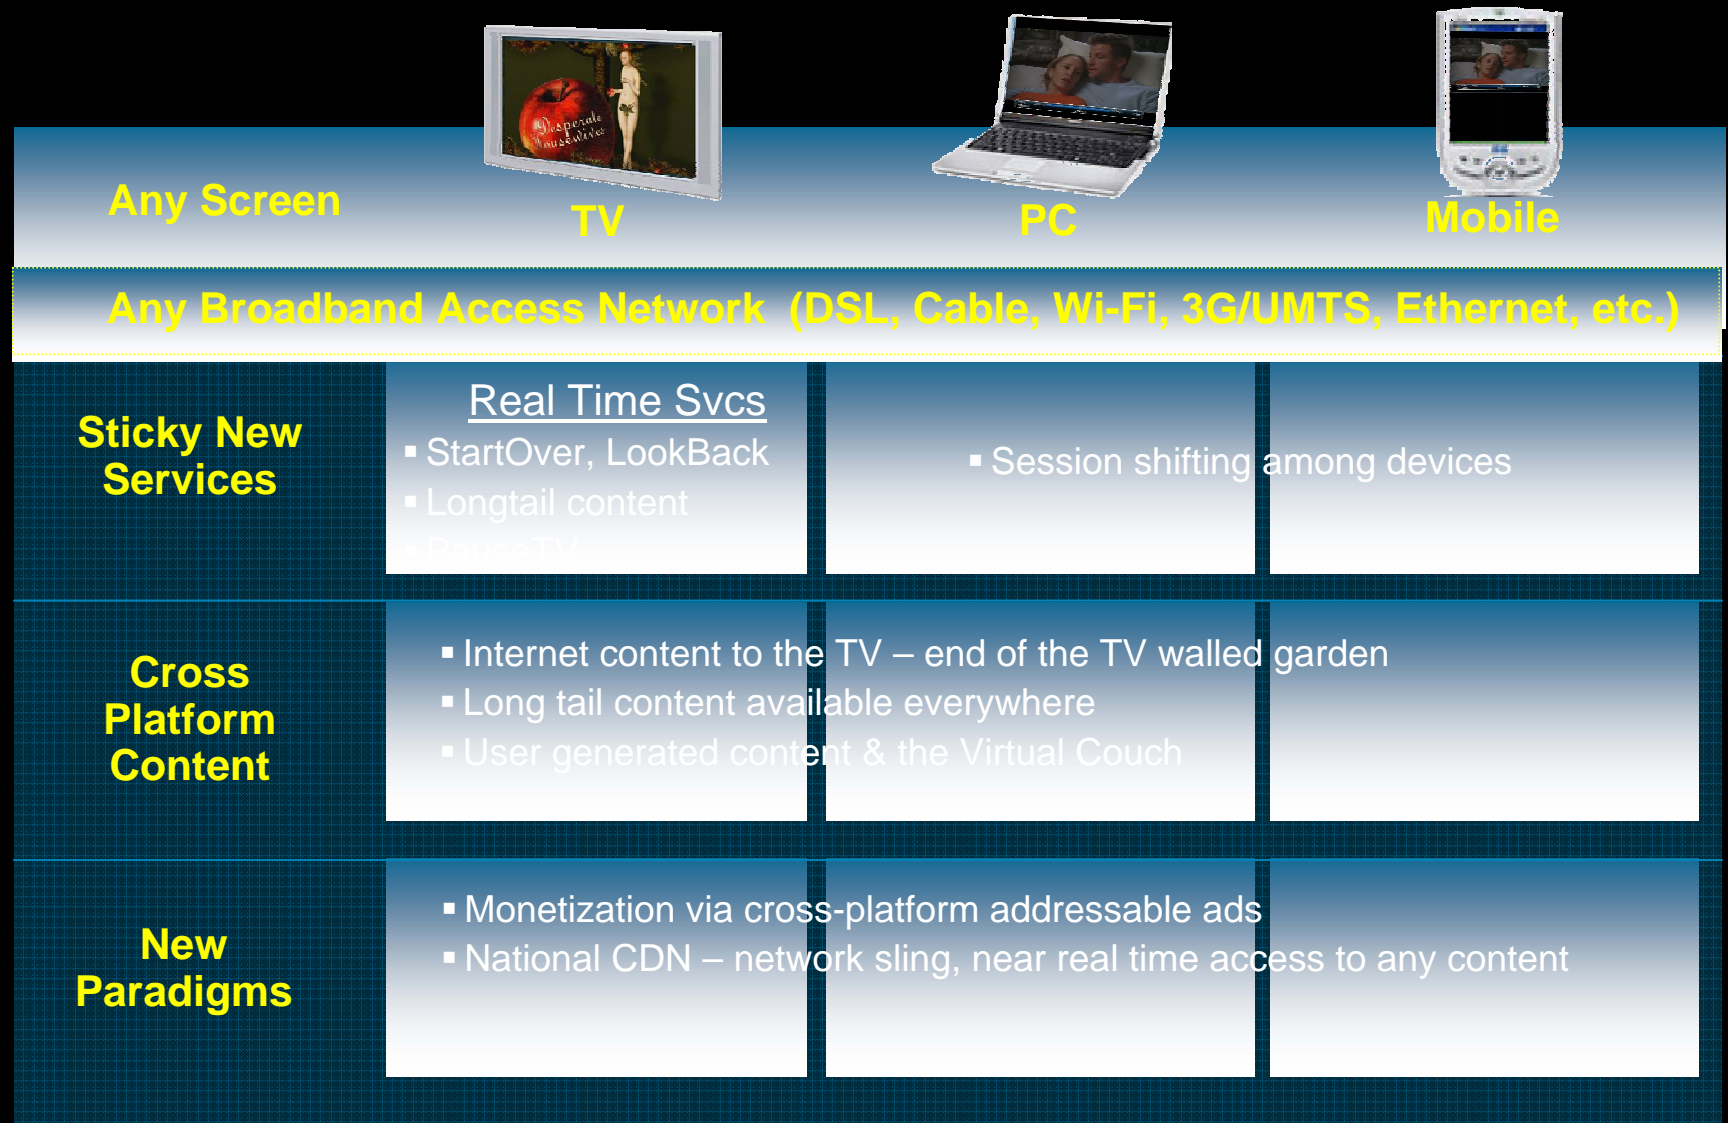 Desperate
Housewives
Any Screen
TV
PC
Mobile
Any Broadband Access Network (DSL, Cable, Wi-Fi, 3G/UMTS, Ethernet, etc.)
Sticky New
Services
Real Time Svcs
▪ StartOver, LookBack
▪ Longtail content
▪ PauseTV
▪ Session shifting among devices
Cross
Platform
Content
▪ Internet content to the TV – end of the TV walled garden
▪ Long tail content available everywhere
▪ User generated content & the Virtual Couch
New
Paradigms
▪ Monetization via cross-platform addressable ads
▪ National CDN – network sling, near real time access to any content